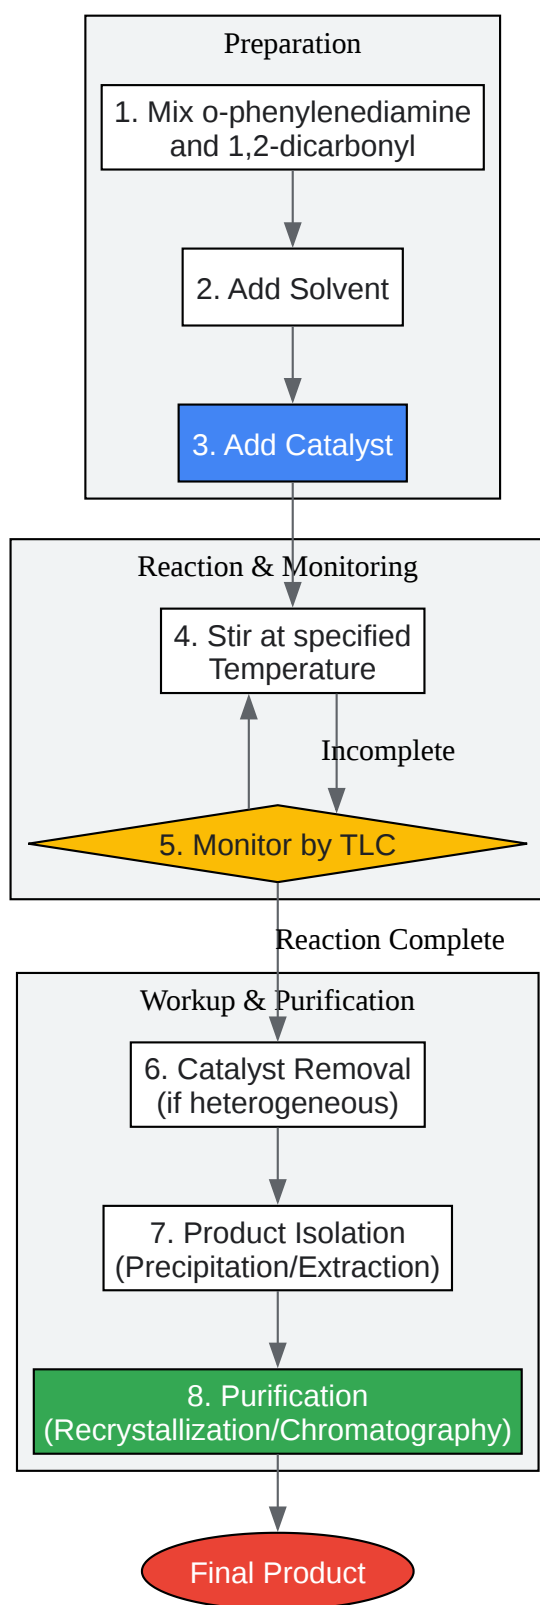 Preparation
1. Mix o-phenylenediamine
and 1,2-dicarbonyl
2. Add Solvent
3. Add Catalyst
Reaction & Monitoring
4. Stir at specified
Temperature
Incomplete
5. Monitor by TLC
Reaction Complete
Workup & Purification
6. Catalyst Removal
(if heterogeneous)
7. Product Isolation
(Precipitation/Extraction)
8. Purification
(Recrystallization/Chromatography)
Final Product